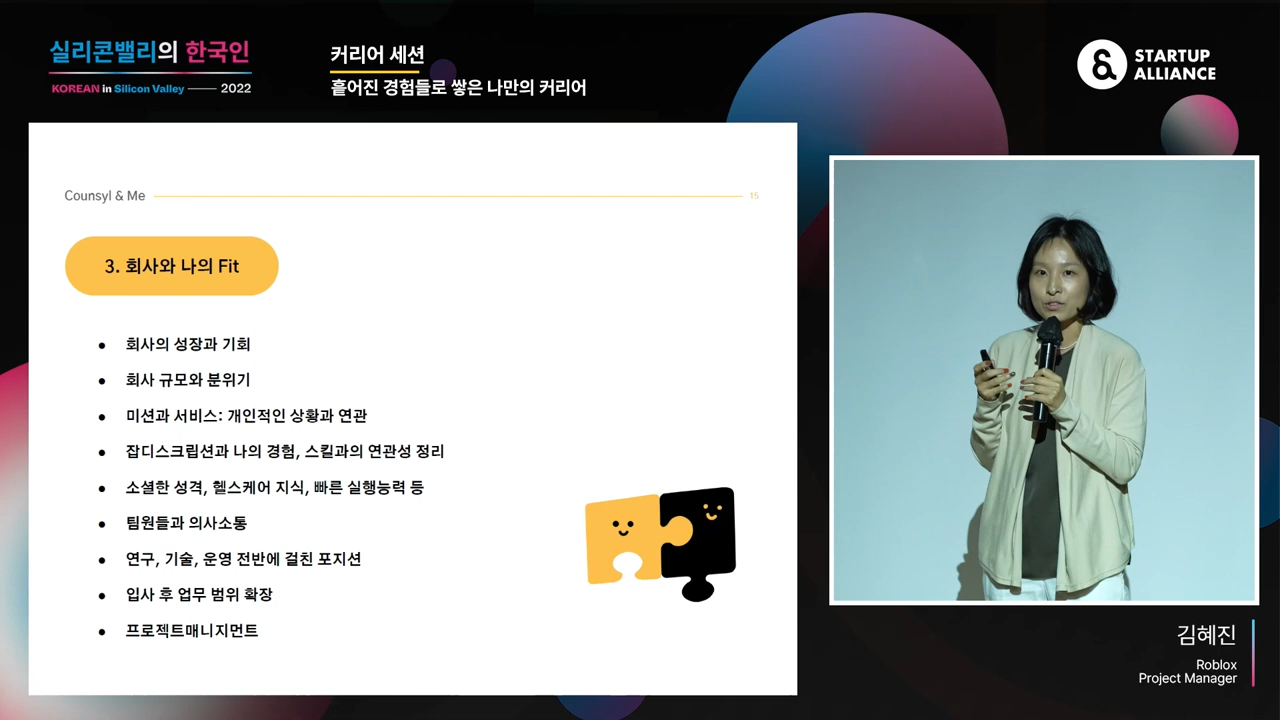 실리콘밸리의 한국인
KOREAN in Silicon Valley 2022
커리어 세션
흩어진 경험들로 쌓은 나만의 커리어
STARTUP
ALLIANCE
Counsyl & Me
15
3. 회사와 나의 Fit
회사의 성장과 기회
회사 규모와 분위기
미션과 서비스: 개인적인 상황과 연관
잡디스크립션과 나의 경험, 스킬과의 연관성 정리
소셜한 성격, 헬스케어 지식, 빠른 실행능력 등
팀원들과 의사소통
연구, 기술, 운영 전반에 걸친 포지션
입사 후 업무 범위 확장
프로젝트매니지먼트
김혜진
Roblox
Project Manager